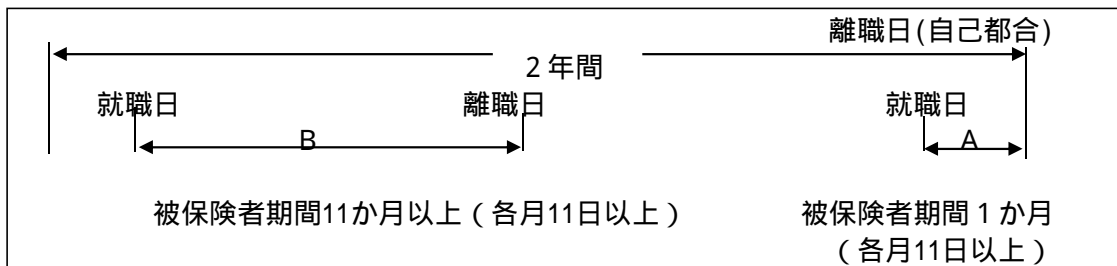 離職日(自己都合)
２年間
就職日 離職日 就職日
B A
被保険者期間11か月以上（各月11日以上） 被保険者期間１か月
（各月11日以上）